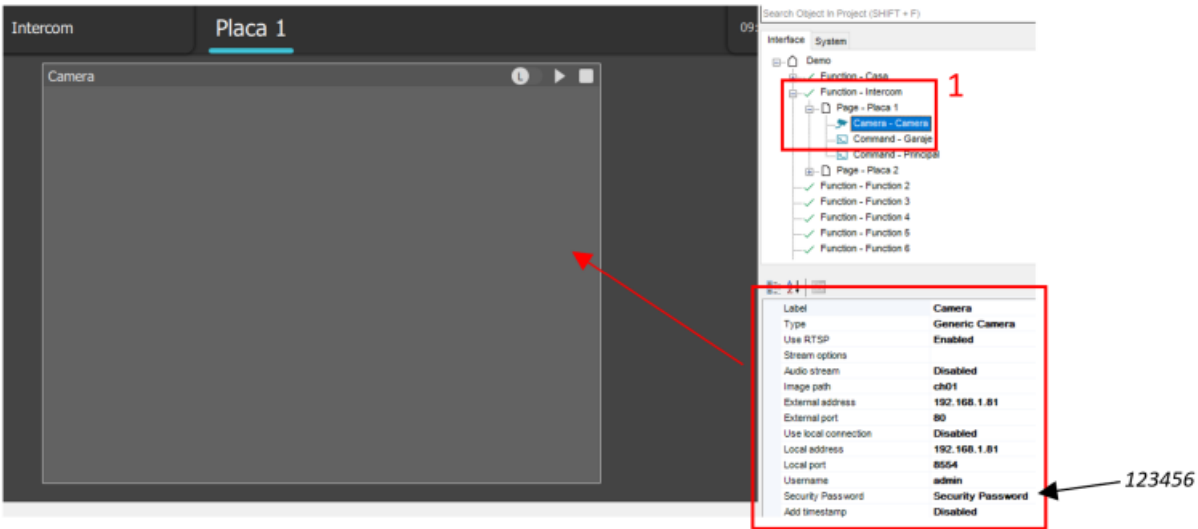 Intercom
Placa 1
09:
Camera
L
Search Object In Project (SHIFT + F)
Interface System
Demo
Function - Casa
Function - Intercom
1
Page - Placa 1
Camera - Camera
Command - Garaje
Command - Principal
Page - Placa 2
Function - Function 2
Function - Function 3
Function - Function 4
Function - Function 5
Function - Function 6
Label Camera
Type Generic Camera
Use RTSP Enabled
Stream options
Audio stream Disabled
Image path ch01
External address 192.168.1.81
External port 80
Use local connection Disabled
Local address 192.168.1.81
Local port 8554
Username admin
Security Password Security Password
123456
Add timestamp Disabled